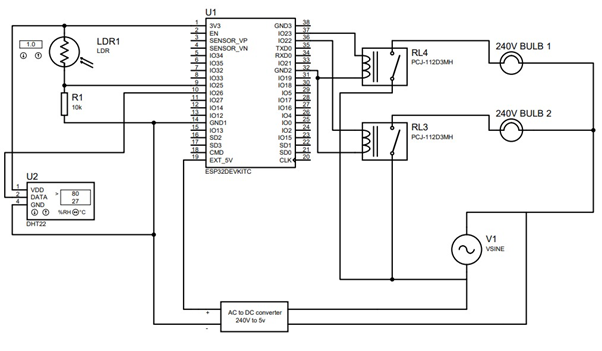 U1
1 3V3 GND3 38
2 EN IO23 37
3 SENSOR_VP IO22 36
4 SENSOR_VN TXD0 35
5 IO34 RXD0 34
6 IO35 IO21 33
7 IO32 GND2 32
8 IO33 IO19 31
9 IO25 IO18 30
10 IO26 IO5 29
11 IO27 IO17 28
12 IO14 IO16 27
13 IO12 IO4 26
14 GND1 IO0 25
15 IO13 IO2 24
16 SD2 IO15 23
17 SD3 SD1 22
18 CMD SD0 21
19 EXT_5V CLK 20
ESP32DEVKITC
1.0
LDR1
LDR
R1
10k
U2
1 VDD
2 DATA
4 GND
>
80
27
%RH °C
DHT22
RL4
PCJ-112D3MH
240V BULB 1
RL3
PCJ-112D3MH
240V BULB 2
V1
VSINE
+
-
AC to DC converter
240V to 5v